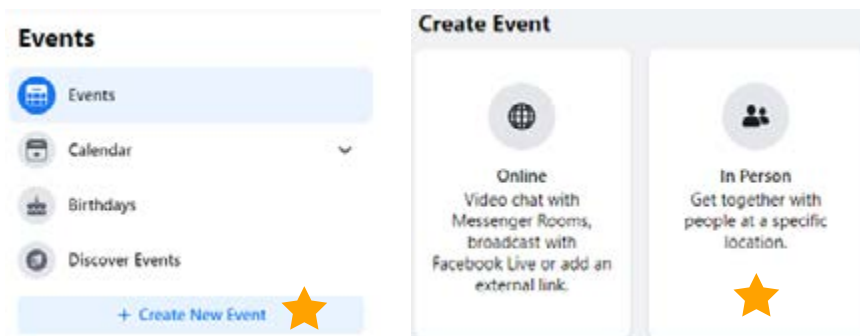 Events
Events
Calendar
Birthdays
Discover Events
+ Create New Event
Create Event
Online
Video chat with
Messenger Rooms,
broadcast with
Facebook Live or add an
external link.
In Person
Get together with
people at a specific
location.